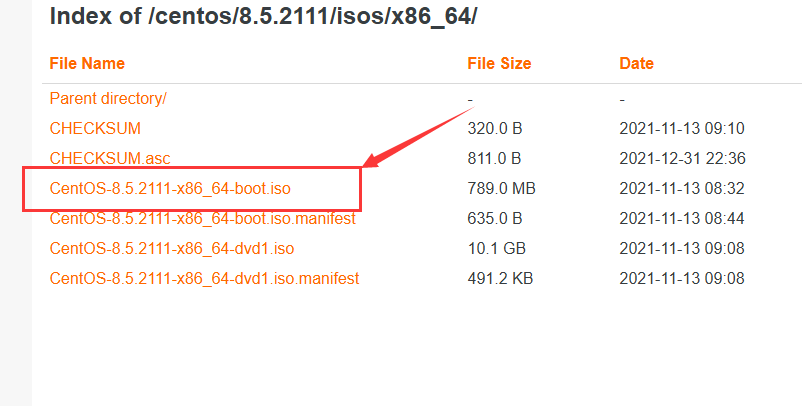 Index of /centos/8.5.2111/isos/x86_64/
File Name File Size Date
Parent directory/ - -
CHECKSUM 320.0 B 2021-11-13 09:10
CHECKSUM.asc 811.0 B 2021-12-31 22:36
CentOS-8.5.2111-x86_64-boot.iso 789.0 MB 2021-11-13 08:32
CentOS-8.5.2111-x86_64-boot.iso.manifest 635.0 B 2021-11-13 08:44
CentOS-8.5.2111-x86_64-dvd1.iso 10.1 GB 2021-11-13 09:08
CentOS-8.5.2111-x86_64-dvd1.iso.manifest 491.2 KB 2021-11-13 09:08